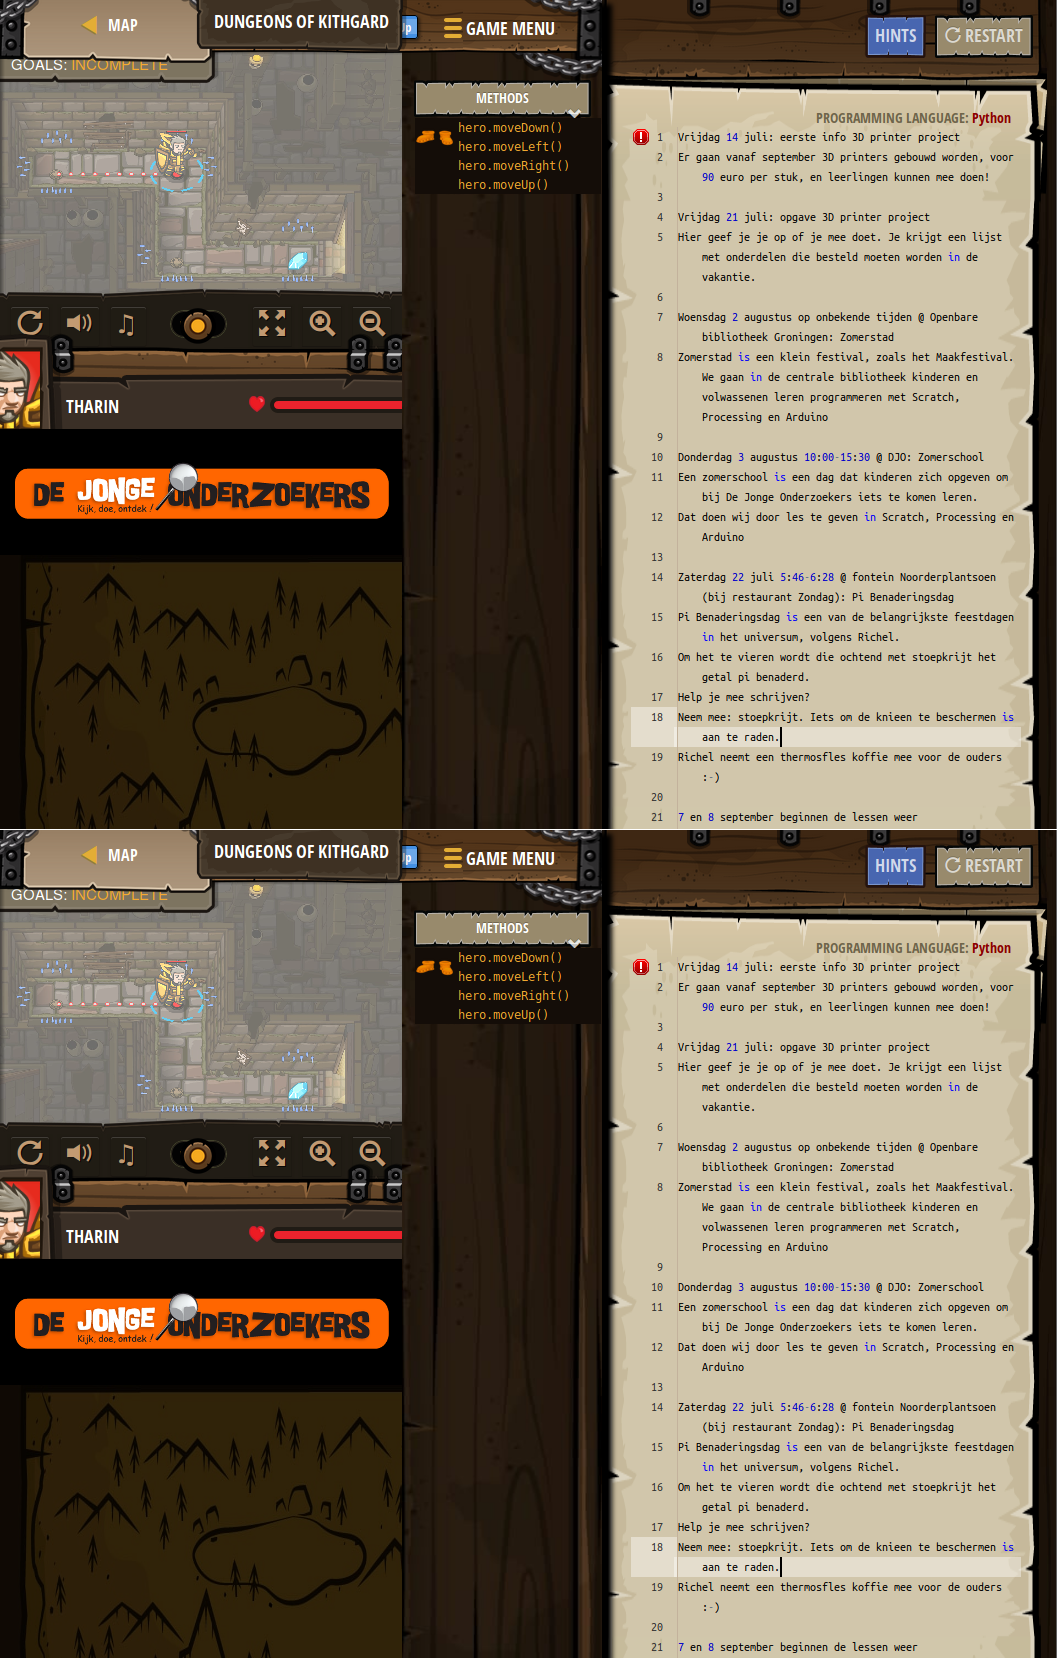 MAP
DUNGEONS OF KITHGARD
GAME MENU
HINTS
RESTART
GOALS: INCOMPLETE
METHODS
hero.moveDown()
hero.moveLeft()
hero.moveRight()
hero.moveUp()
THARIN
DE JONGE ONDERZOEKERS
Kijk, doe, ontdek!
PROGRAMMING LANGUAGE: Python
1 Vrijdag 14 juli: eerste info 3D printer project
2 Er gaan vanaf september 3D printers gebouwd worden, voor
90 euro per stuk, en leerlingen kunnen mee doen!
3
4 Vrijdag 21 juli: opgave 3D printer project
5 Hier geef je je op of je mee doet. Je krijgt een lijst
met onderdelen die besteld moeten worden in de
vakantie.
6
7 Woensdag 2 augustus op onbekende tijden @ Openbare
bibliotheek Groningen: Zomerstad
8 Zomerstad is een klein festival, zoals het Maakfestival.
We gaan in de centrale bibliotheek kinderen en
volwassenen leren programmeren met Scratch,
Processing en Arduino
9
10 Donderdag 3 augustus 10:00-15:30 @ DJO: Zomerschool
11 Een zomerschool is een dag dat kinderen zich opgeven om
bij De Jonge Onderzoekers iets te komen leren.
12 Dat doen wij door les te geven in Scratch, Processing en
Arduino
13
14 Zaterdag 22 juli 5:46-6:28 @ fontein Noorderplantsoen
(bij restaurant Zondag): Pi Benaderingsdag
15 Pi Benaderingsdag is een van de belangrijkste feestdagen
in het universum, volgens Richel.
16 Om het te vieren wordt die ochtend met stoepkrijt het
getal pi benaderd.
17 Help je mee schrijven?
18 Neem mee: stoepkrijt. Iets om de knieen te beschermen is
aan te raden.
19 Richel neemt een thermosfles koffie mee voor de ouders
:-)
20
21 7 en 8 september beginnen de lessen weer
MAP
DUNGEONS OF KITHGARD
GAME MENU
HINTS
RESTART
GOALS: INCOMPLETE
METHODS
hero.moveDown()
hero.moveLeft()
hero.moveRight()
hero.moveUp()
THARIN
DE JONGE ONDERZOEKERS
Kijk, doe, ontdek!
PROGRAMMING LANGUAGE: Python
1 Vrijdag 14 juli: eerste info 3D printer project
2 Er gaan vanaf september 3D printers gebouwd worden, voor
90 euro per stuk, en leerlingen kunnen mee doen!
3
4 Vrijdag 21 juli: opgave 3D printer project
5 Hier geef je je op of je mee doet. Je krijgt een lijst
met onderdelen die besteld moeten worden in de
vakantie.
6
7 Woensdag 2 augustus op onbekende tijden @ Openbare
bibliotheek Groningen: Zomerstad
8 Zomerstad is een klein festival, zoals het Maakfestival.
We gaan in de centrale bibliotheek kinderen en
volwassenen leren programmeren met Scratch,
Processing en Arduino
9
10 Donderdag 3 augustus 10:00-15:30 @ DJO: Zomerschool
11 Een zomerschool is een dag dat kinderen zich opgeven om
bij De Jonge Onderzoekers iets te komen leren.
12 Dat doen wij door les te geven in Scratch, Processing en
Arduino
13
14 Zaterdag 22 juli 5:46-6:28 @ fontein Noorderplantsoen
(bij restaurant Zondag): Pi Benaderingsdag
15 Pi Benaderingsdag is een van de belangrijkste feestdagen
in het universum, volgens Richel.
16 Om het te vieren wordt die ochtend met stoepkrijt het
getal pi benaderd.
17 Help je mee schrijven?
18 Neem mee: stoepkrijt. Iets om de knieen te beschermen is
aan te raden.
19 Richel neemt een thermosfles koffie mee voor de ouders
:-)
20
21 7 en 8 september beginnen de lessen weer